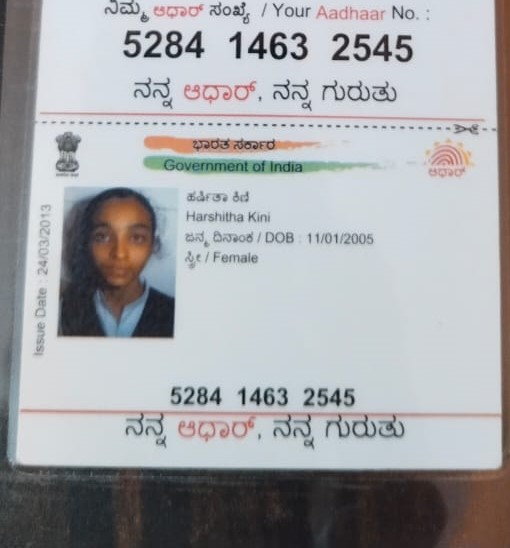 ನಿಮ್ಮ ಆಧಾರ್ ಸಂಖ್ಯೆ / Your Aadhaar No. :
5284 1463 2545
ನನ್ನ ಆಧಾರ್, ನನ್ನ ಗುರುತು
ಭಾರತ ಸರ್ಕಾರ
Government of India
ಆಧಾರ್
ಹರ್ಷಿತಾ ಕಿಣಿ
Harshitha Kini
ಜನ್ಮ ದಿನಾಂಕ / DOB : 11/01/2005
ಸ್ತ್ರೀ / Female
Issue Date : 24/03/2013
5284 1463 2545
ನನ್ನ ಆಧಾರ್, ನನ್ನ ಗುರುತು